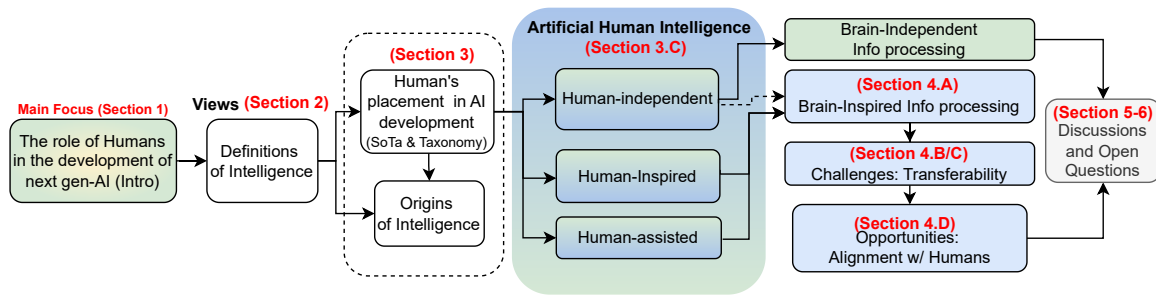 Main Focus (Section 1)
The role of Humans
in the development of
next gen-AI (Intro)
Views (Section 2)
Definitions
of Intelligence
(Section 3)
Human's
placement in AI
development
(SoTa & Taxonomy)
Origins
of Intelligence
Artificial Human Intelligence
(Section 3.C)
Human-independent
Human-Inspired
Human-assisted
Brain-Independent
Info processing
(Section 4.A)
Brain-Inspired Info processing
(Section 4.B/C)
Challenges: Transferability
(Section 4.D)
Opportunities:
Alignment w/ Humans
(Section 5-6)
Discussions
and Open
Questions